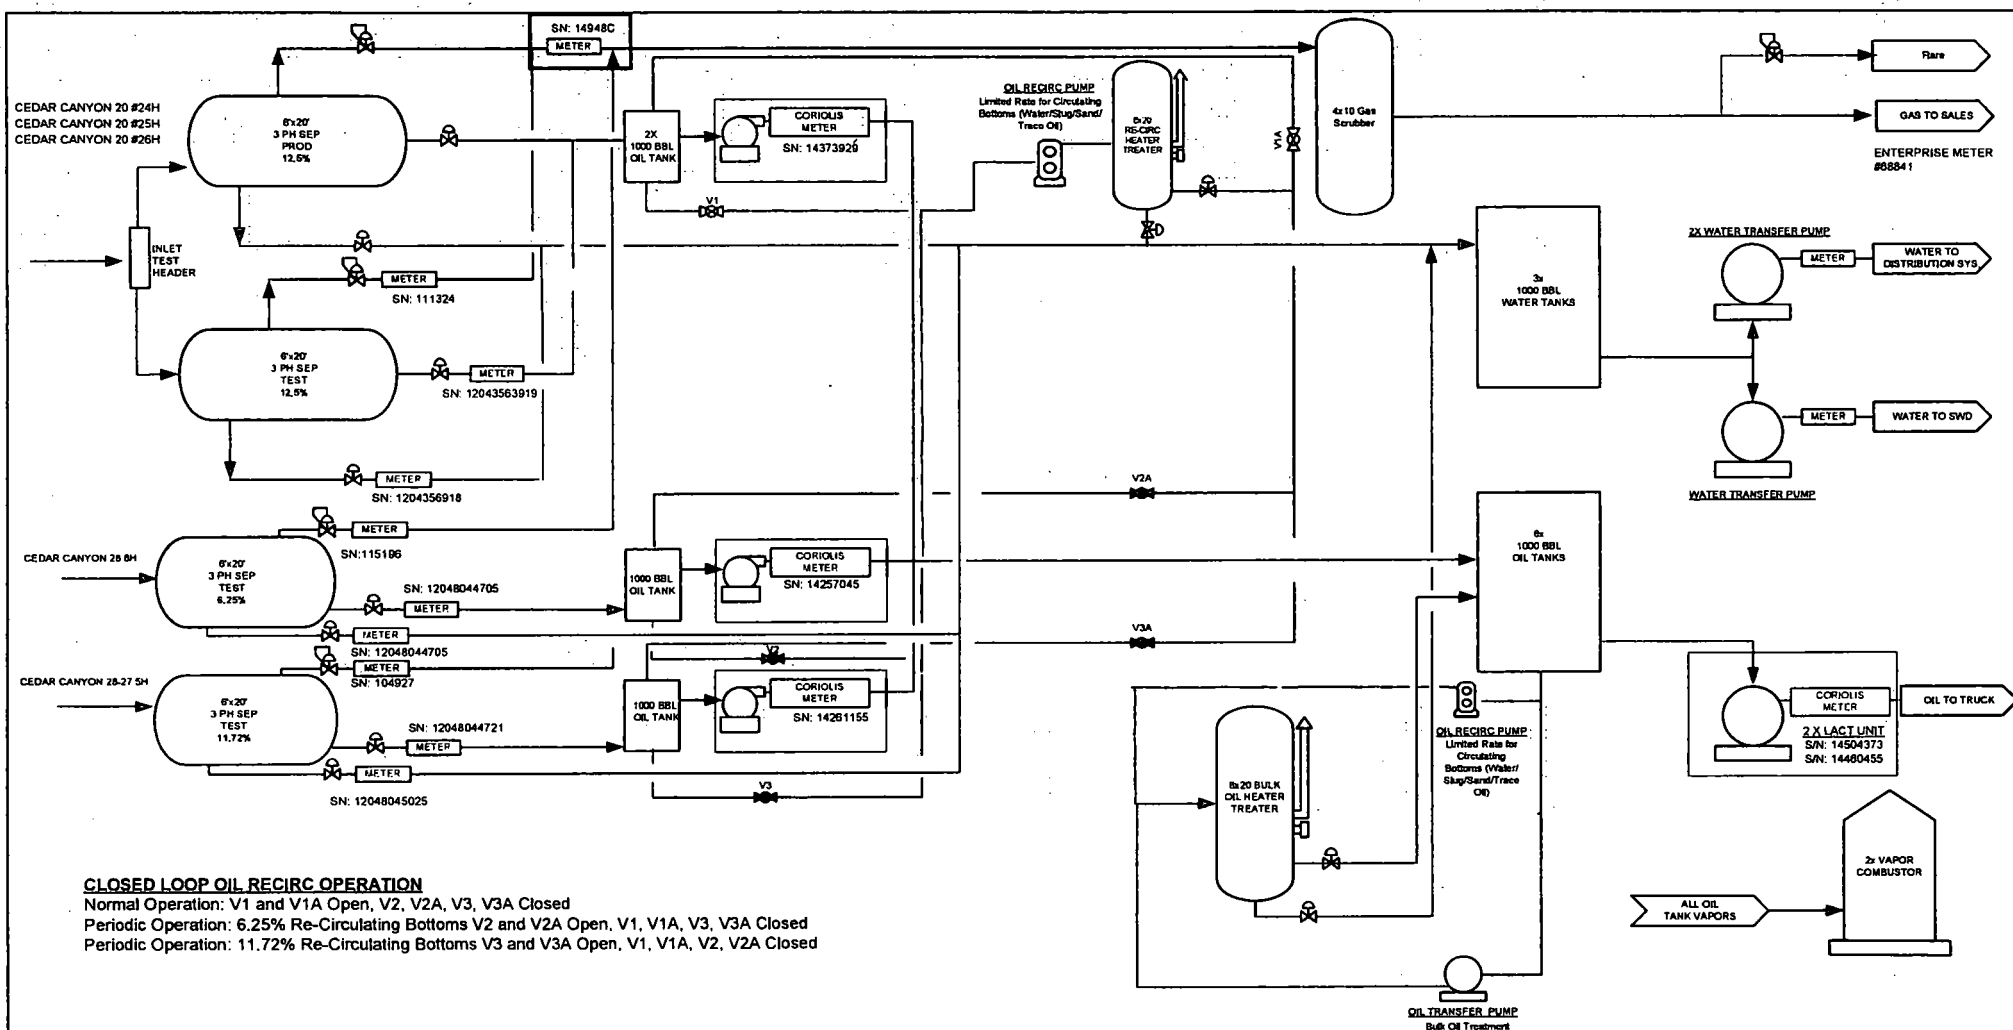 SN: 14948C
METER
CEDAR CANYON 20 #24H
CEDAR CANYON 20 #25H
CEDAR CANYON 20 #26H
6'x20'
3 PH SEP
PROD
12.5%
2X
1000 BBL
OIL TANK
CORIOLIS
METER
SN: 14373929
OIL RECIRC PUMP
Limited Rate for Circulating
Bottoms (Water/Slug/Sand/
Trace Oil)
RE-CIRC
HEATER
TREATER
V1A
4x10 Gas
Scrubber
GAS TO SALES
ENTERPRISE METER
V1
INLET
TEST
HEADER
METER
SN: 111324
6'x20'
3 PH SEP
TEST
12.5%
METER
SN: 12043563919
METER
SN: 1204356918
3x
1000 BBL
WATER TANKS
2X WATER TRANSFER PUMP
METER
WATER TO
DISTRIBUTION SYS.
METER
WATER TO SWD
WATER TRANSFER PUMP
METER
SN:115196
CEDAR CANYON 28 6H
6'x20'
3 PH SEP
TEST
6.25%
SN: 12048044705
METER
METER
SN: 12048044705
1000 BBL
OIL TANK
CORIOLIS
METER
SN: 14257045
V2A
6x
1000 BBL
OIL TANKS
V3A
V2
METER
SN: 104927
CEDAR CANYON 28-27 5H
6'x20'
3 PH SEP
TEST
11.72%
SN: 12048044721
METER
METER
SN: 12048045025
1000 BBL
OIL TANK
CORIOLIS
METER
SN: 14261155
V3
OIL RECIRC PUMP
Limited Rate for
Circulating
Bottoms (Water/
Slug/Sand/Trace
Oil)
8x20 BULK
OIL HEATER
TREATER
CORIOLIS
METER
OIL TO TRUCK
2 X LACT UNIT
S/N: 14504373
S/N: 14460455
2x VAPOR
COMBUSTOR
ALL OIL
TANK VAPORS
OIL TRANSFER PUMP
Bulk Oil Treatment
CLOSED LOOP OIL RECIRC OPERATION
Normal Operation: V1 and V1A Open, V2, V2A, V3, V3A Closed
Periodic Operation: 6.25% Re-Circulating Bottoms V2 and V2A Open, V1, V1A, V3, V3A Closed
Periodic Operation: 11.72% Re-Circulating Bottoms V3 and V3A Open, V1, V1A, V2, V2A Closed